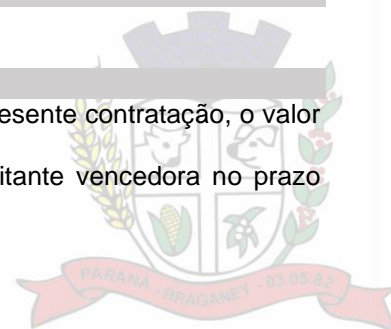 esente contratação, o valor
itante vencedora no prazo
PARANÁ - BRAGANEY - 03.05.82